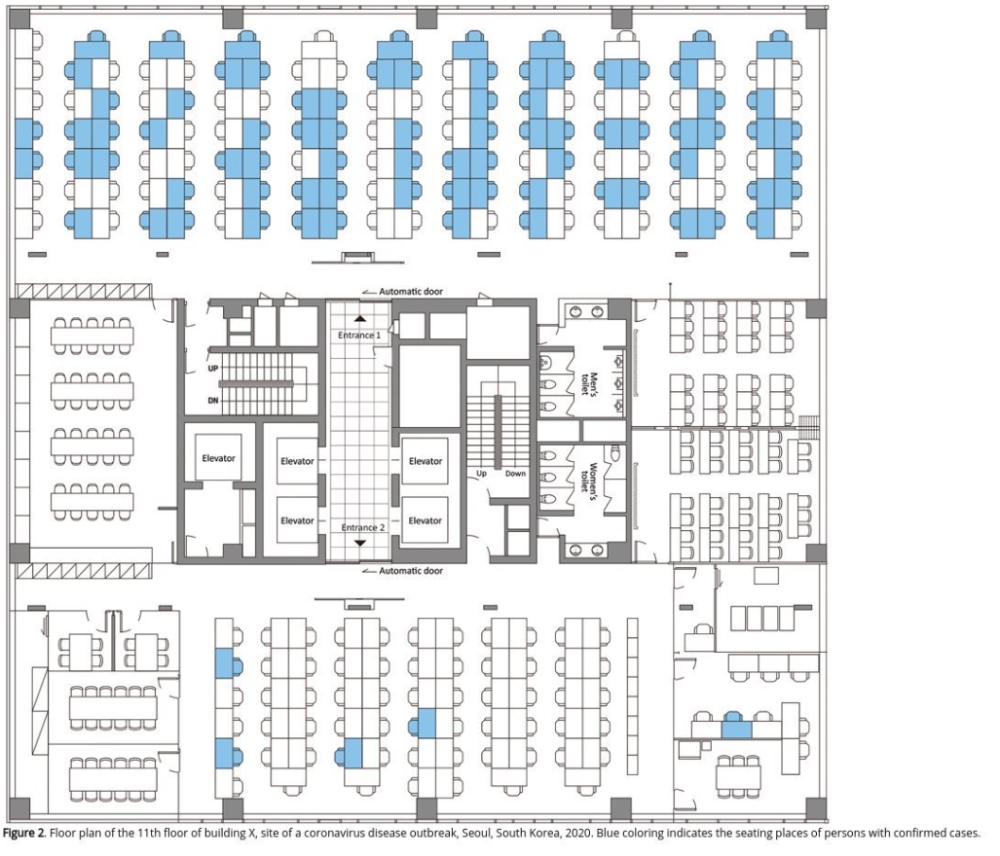 Automatic door
Entrance 1
UP
DN
Men's
toilet
Elevator
Elevator
Elevator
Up
Down
Women's
toilet
Elevator
Elevator
Entrance 2
Automatic door
Figure 2. Floor plan of the 11th floor of building X, site of a coronavirus disease outbreak, Seoul, South Korea, 2020. Blue coloring indicates the seating places of persons with confirmed cases.